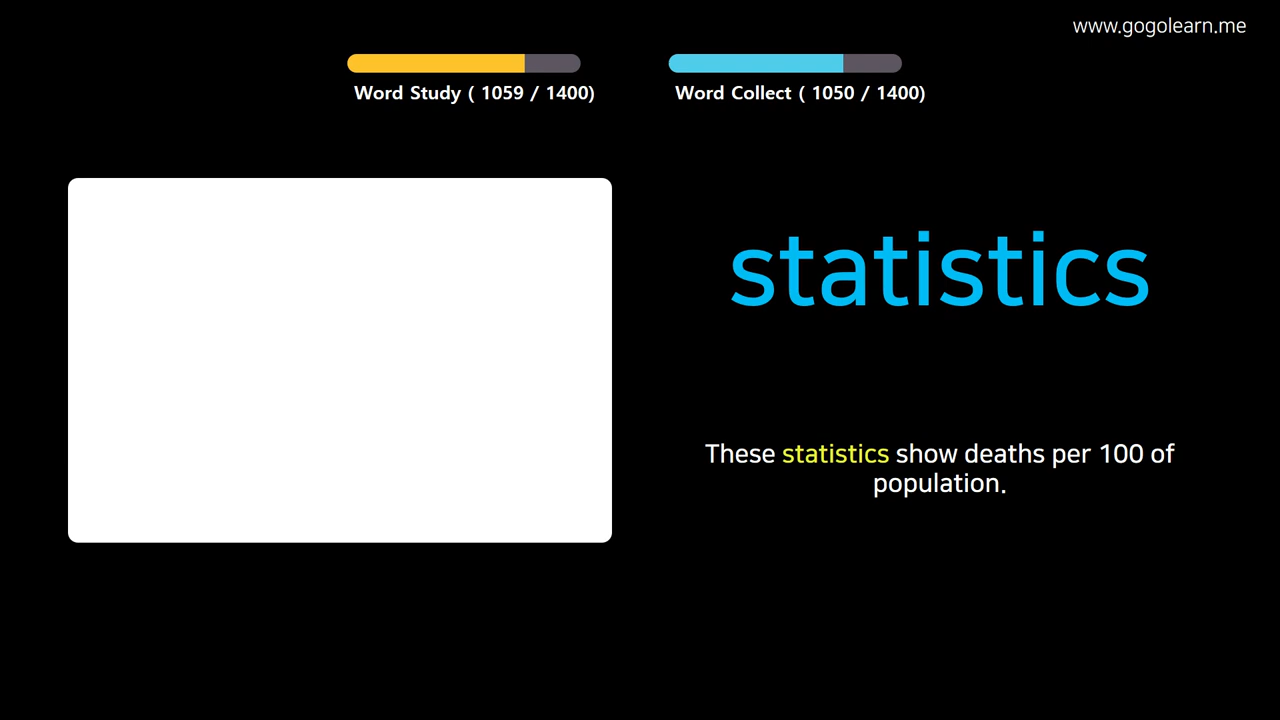 www.gogolearn.me
Word Study ( 1059 / 1400)
Word Collect ( 1050 / 1400)
statistics
These statistics show deaths per 100 of
population.